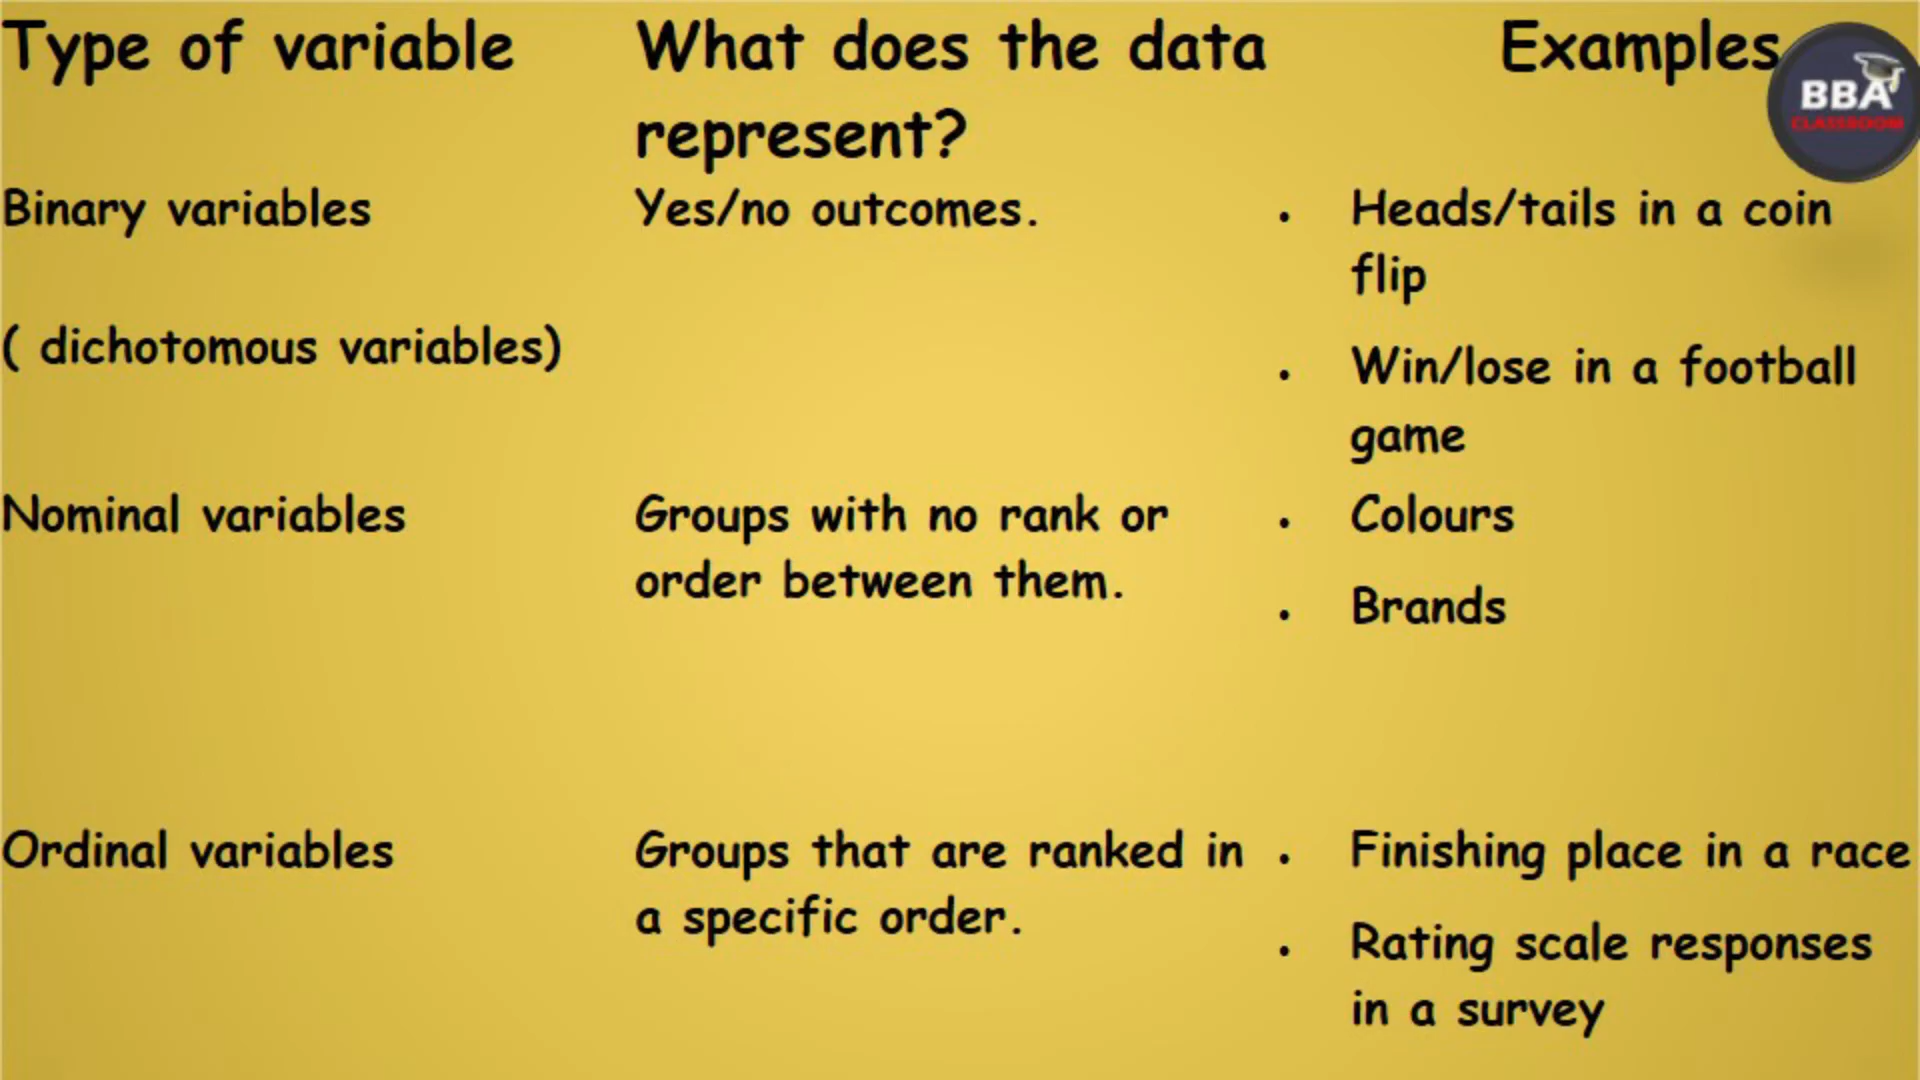 Type of variable
What does the data
represent?
Examples
BBA
CLASSROOM
Binary variables
( dichotomous variables)
Yes/no outcomes.
• Heads/tails in a coin
flip
• Win/lose in a football
game
Nominal variables
Groups with no rank or
order between them.
• Colours
• Brands
Ordinal variables
Groups that are ranked in
a specific order.
• Finishing place in a race
• Rating scale responses
in a survey